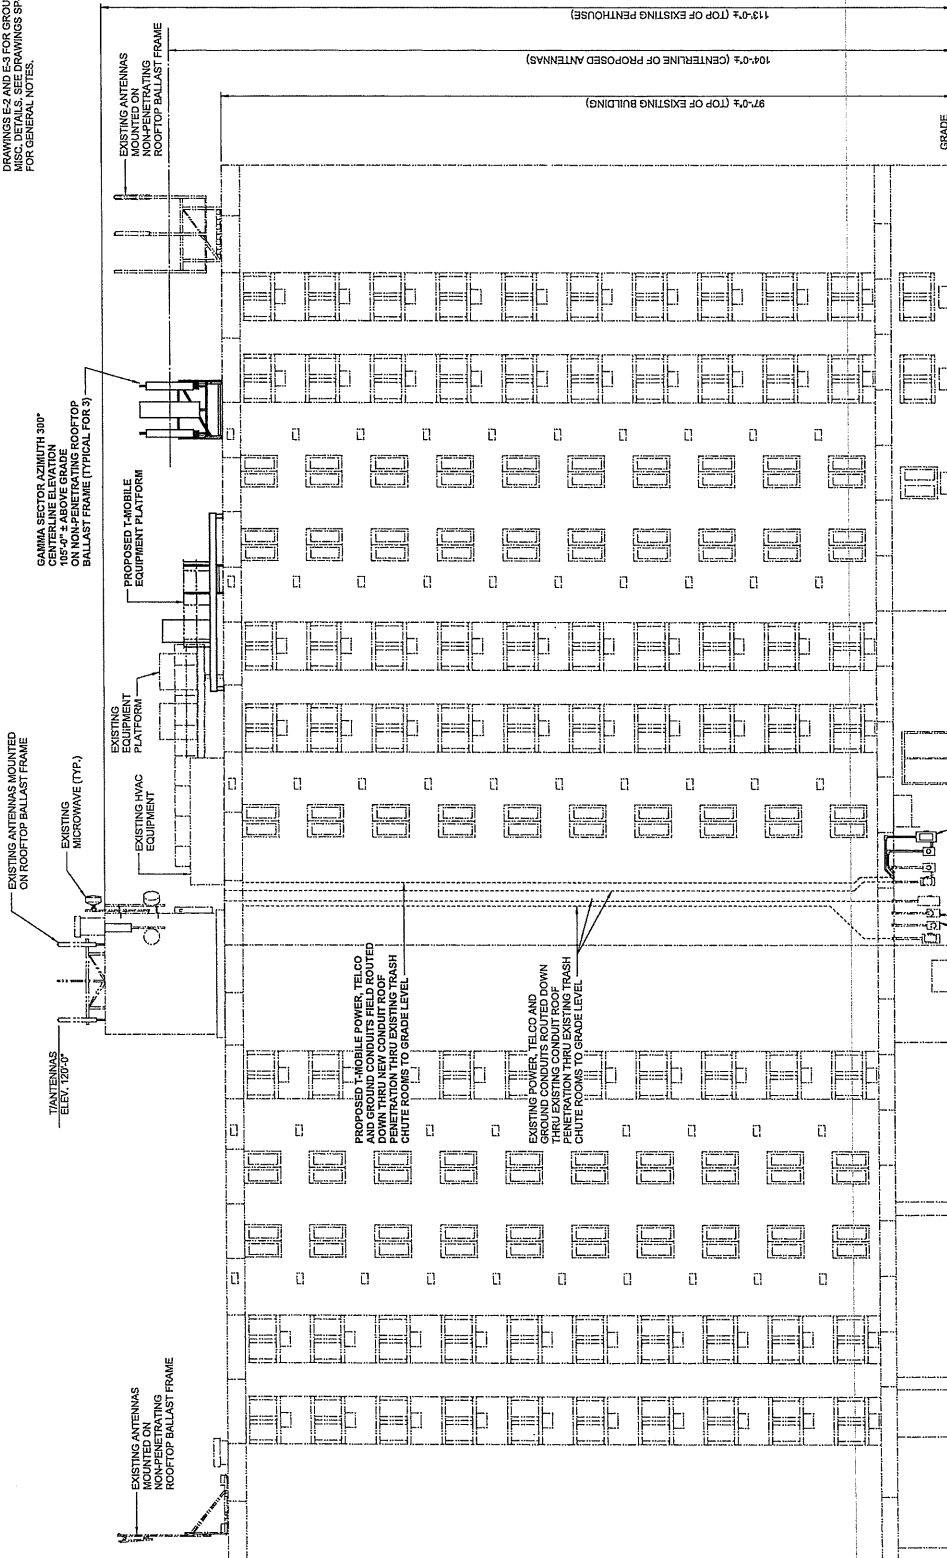 DRAWINGS E-2 AND E-3 FOR GROU
MISC. DETAILS. SEE DRAWINGS SP
FOR GENERAL NOTES.
113'-0"± (TOP OF EXISTING PENTHOUSE)
104'-0"± (CENTERLINE OF PROPOSED ANTENNAS)
97'-0"± (TOP OF EXISTING BUILDING)
GRADE
EXISTING ANTENNAS
MOUNTED ON
NON-PENETRATING
ROOFTOP BALLAST FRAME
GAMMA SECTOR AZIMUTH 300°
CENTERLINE ELEVATION
105'-0" ± ABOVE GRADE
ON NON-PENETRATING ROOFTOP
BALLAST FRAME (TYPICAL FOR 3)
PROPOSED T-MOBILE
EQUIPMENT PLATFORM
EXISTING
EQUIPMENT
PLATFORM
EXISTING HVAC
EQUIPMENT
EXISTING ANTENNAS MOUNTED
ON ROOFTOP BALLAST FRAME
EXISTING
MICROWAVE (TYP.)
T/ANTENNAS
ELEV. 120'-0"
PROPOSED T-MOBILE POWER, TELCO
AND GROUND CONDUITS FIELD ROUTED
DOWN THRU NEW CONDUIT ROOF
PENETRATION THRU EXISTING TRASH
CHUTE ROOMS TO GRADE LEVEL
EXISTING POWER, TELCO AND
GROUND CONDUITS ROUTED DOWN
THRU EXISTING CONDUIT ROOF
PENETRATION THRU EXISTING TRASH
CHUTE ROOMS TO GRADE LEVEL
EXISTING ANTENNAS
MOUNTED ON
NON-PENETRATING
ROOFTOP BALLAST FRAME